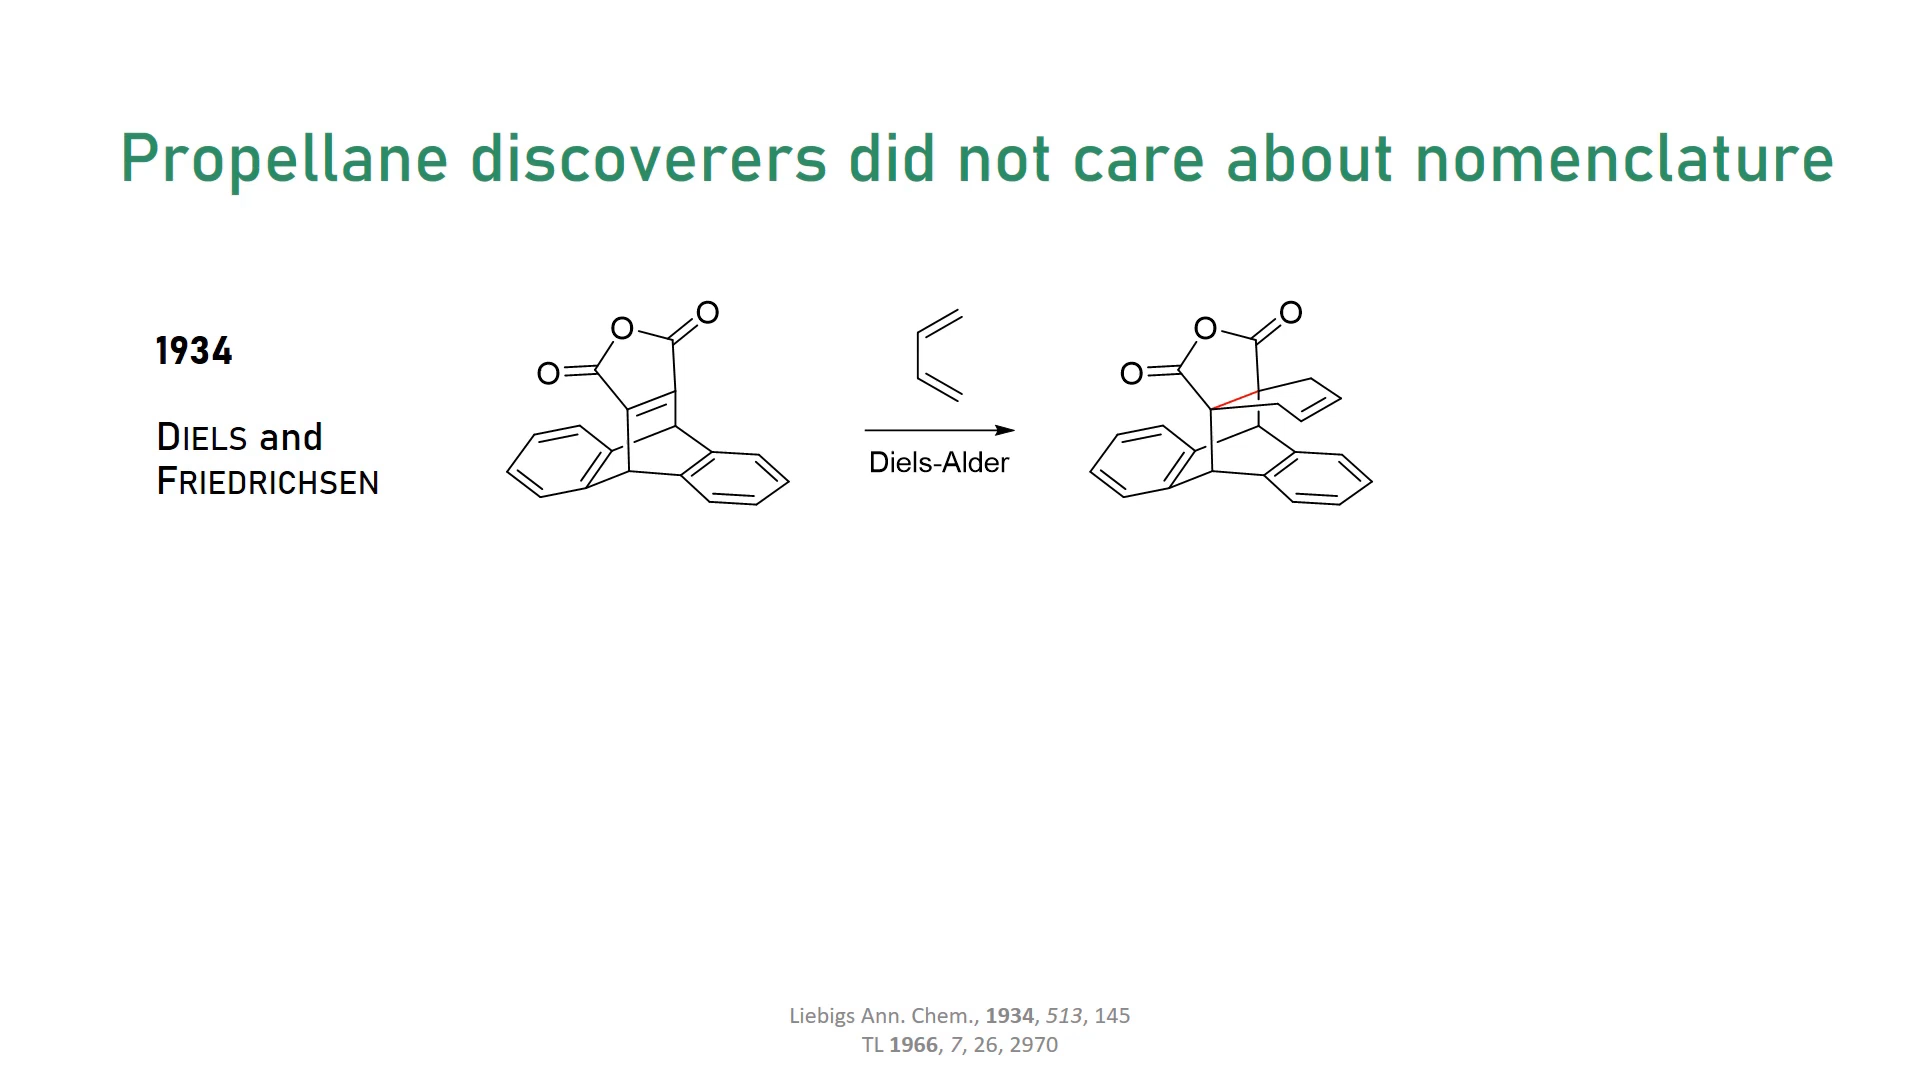 Propellane discoverers did not care about nomenclature
1934
DIELS and
FRIEDRICHSEN
O
O
O
Diels-Alder
O
O
O
Liebigs Ann. Chem., 1934, 513, 145
TL 1966, 7, 26, 2970